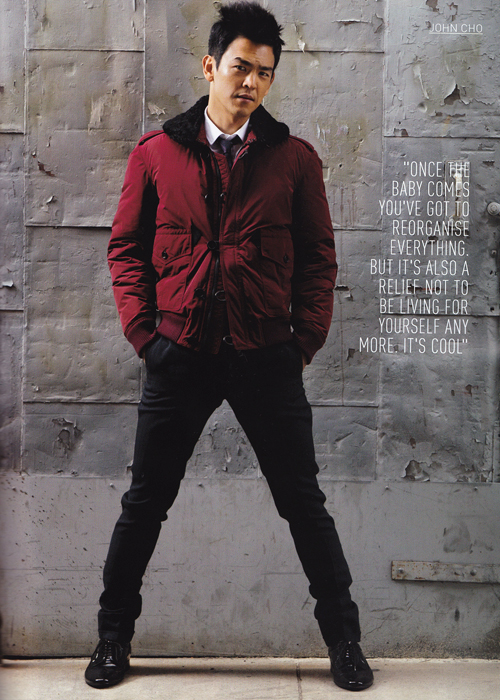 JOHN CHO
"ONCE THE
BABY COMES
YOU'VE GOT TO
REORGANISE
EVERYTHING.
BUT IT'S ALSO A
RELIEF NOT TO
BE LIVING FOR
YOURSELF ANY
MORE. IT'S COOL"